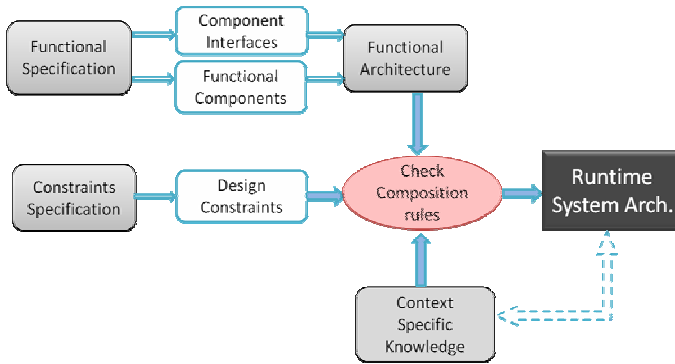 Component
Interfaces
Functional
Specification
Functional
Components
Functional
Architecture
Constraints
Specification
Design
Constraints
Check
Composition
rules
Runtime
System Arch.
Context
Specific
Knowledge